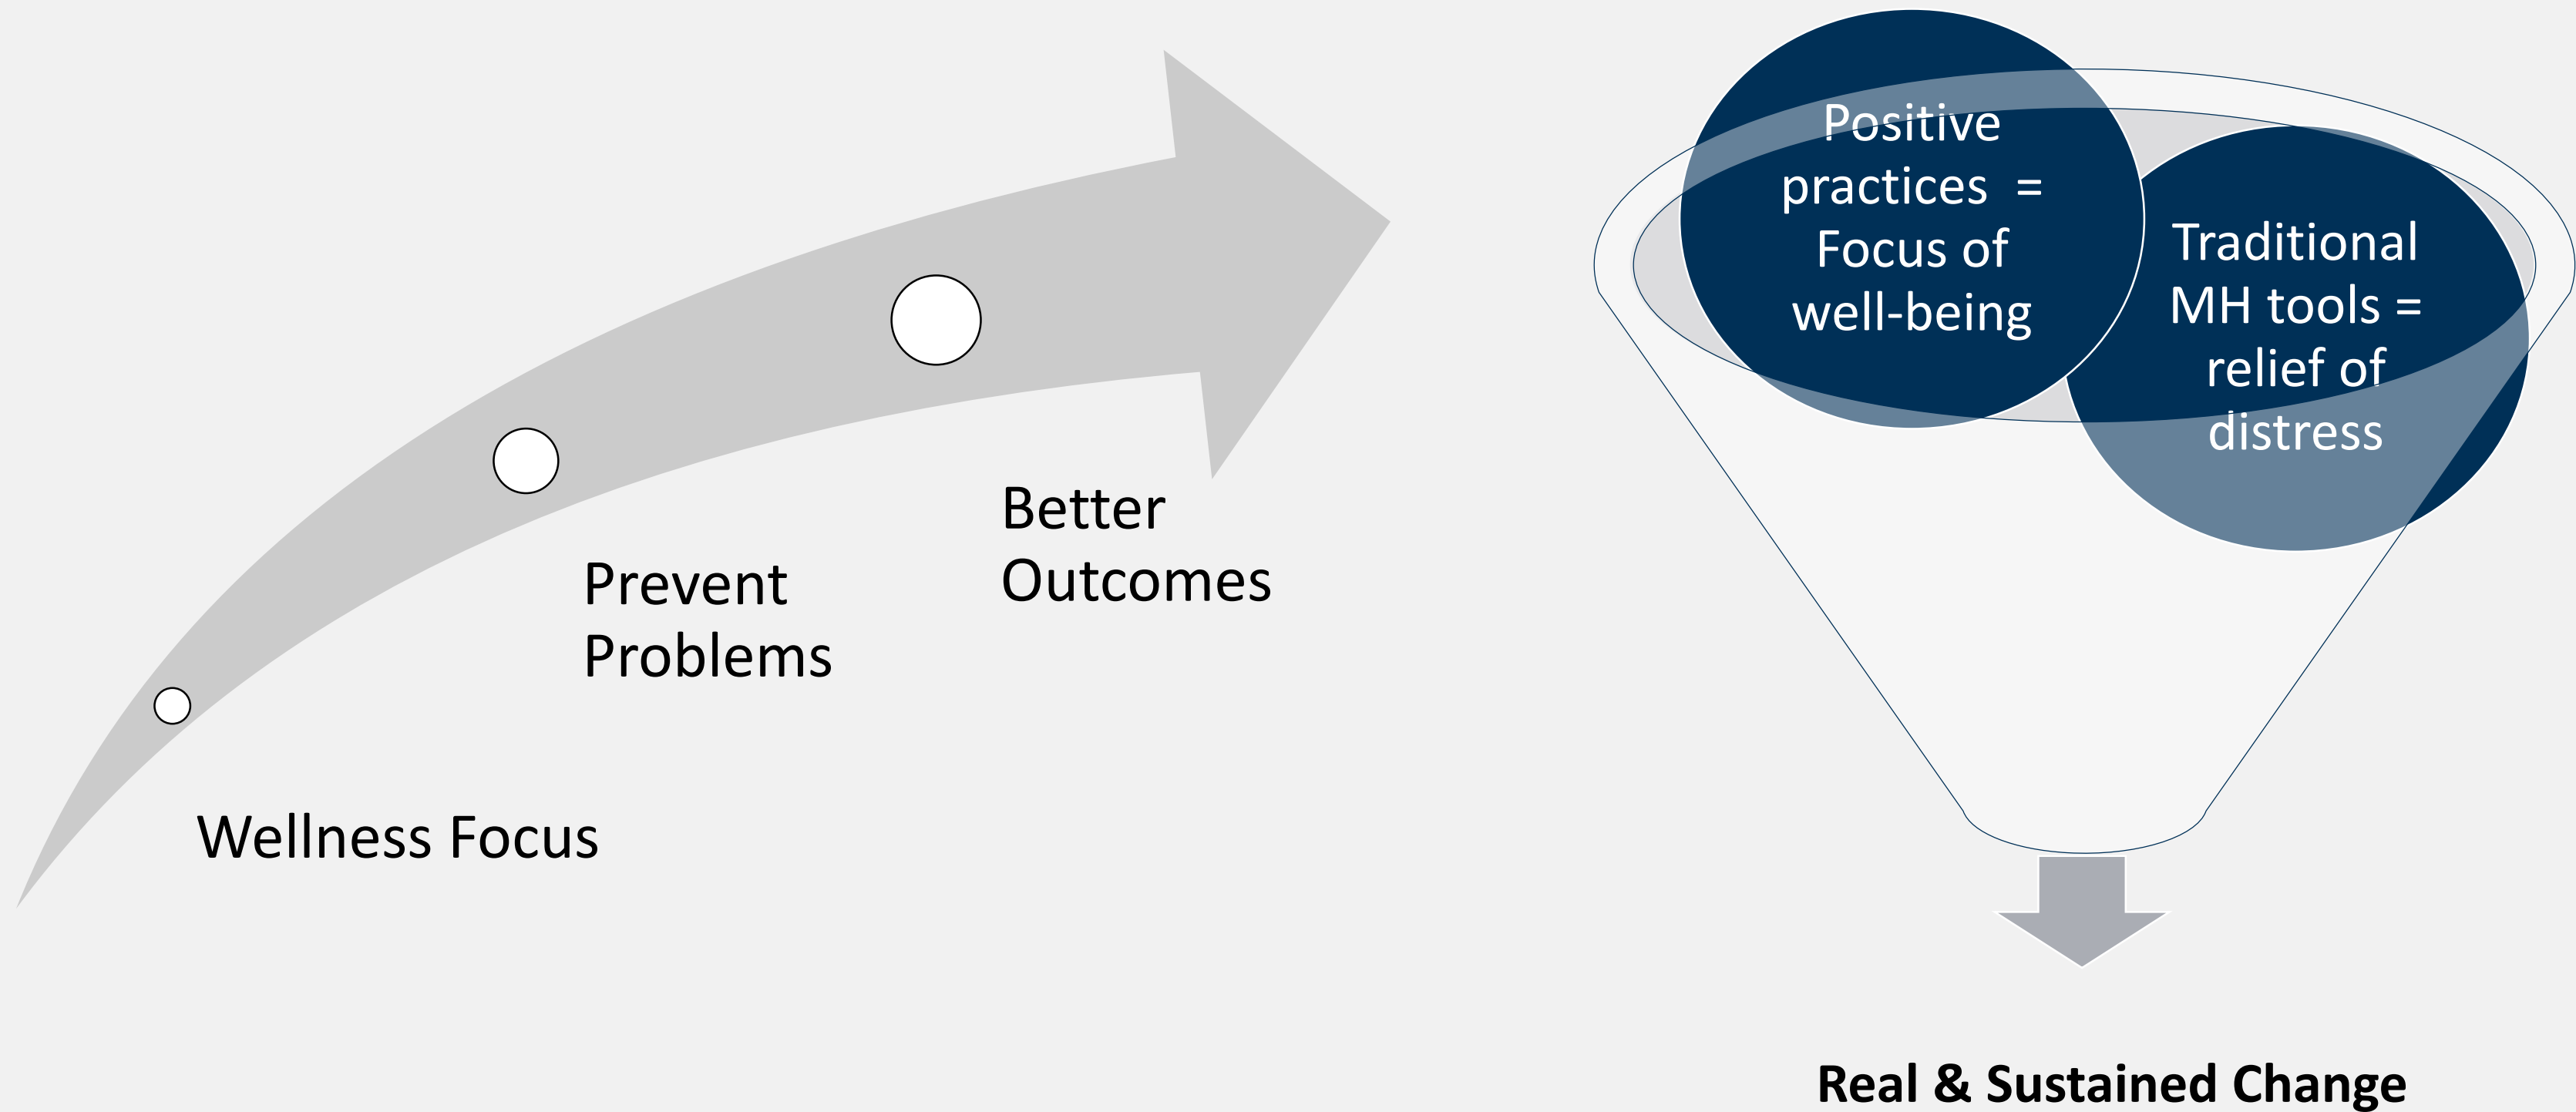 Wellness Focus
Prevent
Problems
Better
Outcomes
Positive
practices  =
Focus of
well-being
Traditional
MH tools =
relief of
distress
Real & Sustained Change